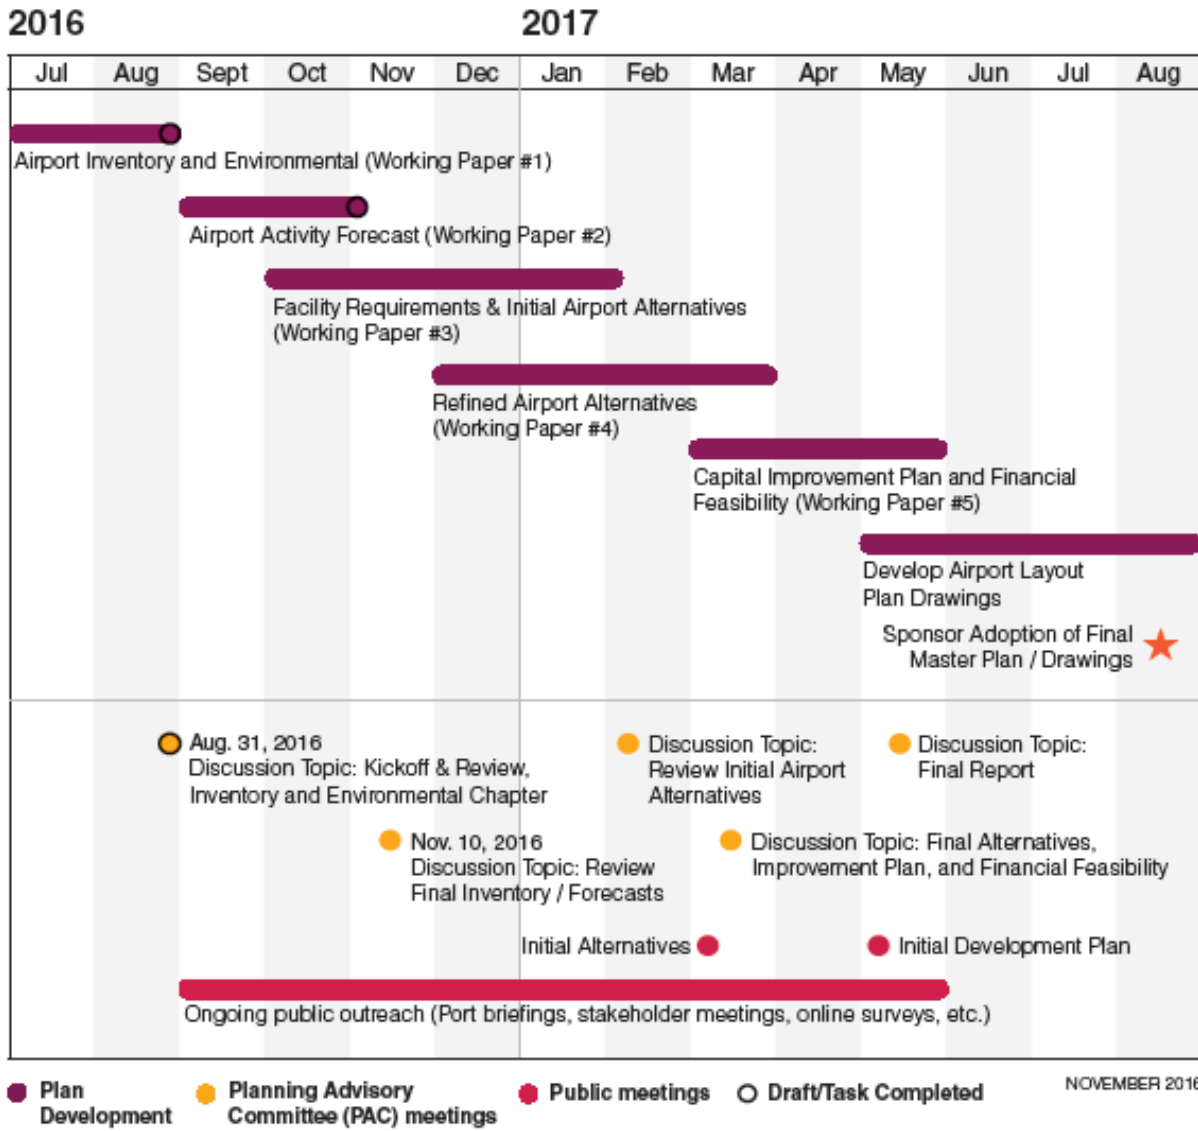 2016 2017
Jul Aug Sept Oct Nov Dec Jan Feb Mar Apr May Jun Jul Aug
Airport Inventory and Environmental (Working Paper #1)
Airport Activity Forecast (Working Paper #2)
Facility Requirements & Initial Airport Alternatives
(Working Paper #3)
Refined Airport Alternatives
(Working Paper #4)
Capital Improvement Plan and Financial
Feasibility (Working Paper #5)
Develop Airport Layout
Plan Drawings
Sponsor Adoption of Final
Master Plan / Drawings
Aug. 31, 2016
Discussion Topic: Kickoff & Review,
Inventory and Environmental Chapter
Discussion Topic:
Review Initial Airport
Alternatives
Discussion Topic:
Final Report
Nov. 10, 2016
Discussion Topic: Review
Final Inventory / Forecasts
Discussion Topic: Final Alternatives,
Improvement Plan, and Financial Feasibility
Initial Alternatives
Initial Development Plan
Ongoing public outreach (Port briefings, stakeholder meetings, online surveys, etc.)
Plan
Development
Planning Advisory
Committee (PAC) meetings
Public meetings
Draft/Task Completed
NOVEMBER 2016